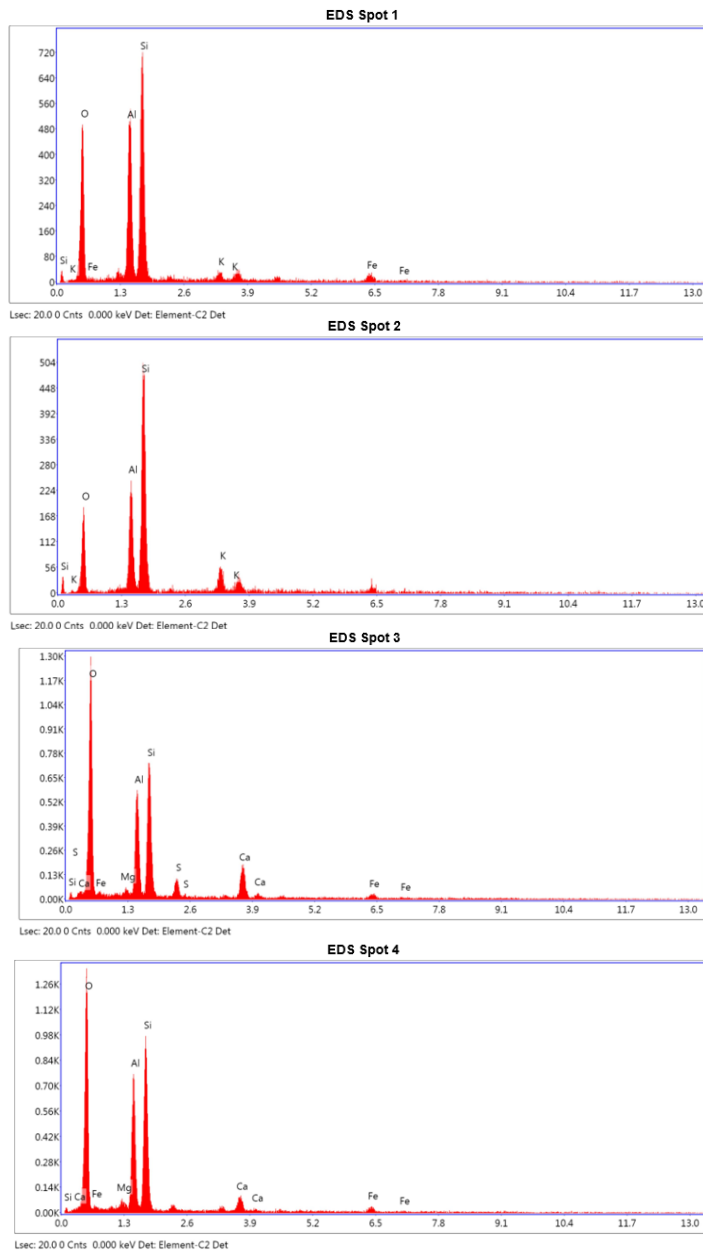 EDS Spot 1
720
640
560
480
400
320
240
160
80
0
Si
O
Al
Si
K
Fe
K
K
Fe
Fe
0.0 1.3 2.6 3.9 5.2 6.5 7.8 9.1 10.4 11.7 13.0
Lsec: 20.0 0 Cnts 0.000 keV Det: Element-C2 Det
EDS Spot 2
504
448
392
336
280
224
168
112
56
0
Si
Al
O
Si
K
K
K
0.0 1.3 2.6 3.9 5.2 6.5 7.8 9.1 10.4 11.7 13.0
Lsec: 20.0 0 Cnts 0.000 keV Det: Element-C2 Det
EDS Spot 3
1.30K
1.17K
1.04K
0.91K
0.78K
0.65K
0.52K
0.39K
0.26K
0.13K
0.00K
O
Si
Al
S
Si
Ca
Fe
Mg
S
S
Ca
Ca
Fe
Fe
0.0 1.3 2.6 3.9 5.2 6.5 7.8 9.1 10.4 11.7 13.0
Lsec: 20.0 0 Cnts 0.000 keV Det: Element-C2 Det
EDS Spot 4
1.26K
1.12K
0.98K
0.84K
0.70K
0.56K
0.42K
0.28K
0.14K
0.00K
O
Si
Al
Si
Ca
Fe
Mg
Ca
Ca
Fe
Fe
0.0 1.3 2.6 3.9 5.2 6.5 7.8 9.1 10.4 11.7 13.0
Lsec: 20.0 0 Cnts 0.000 keV Det: Element-C2 Det